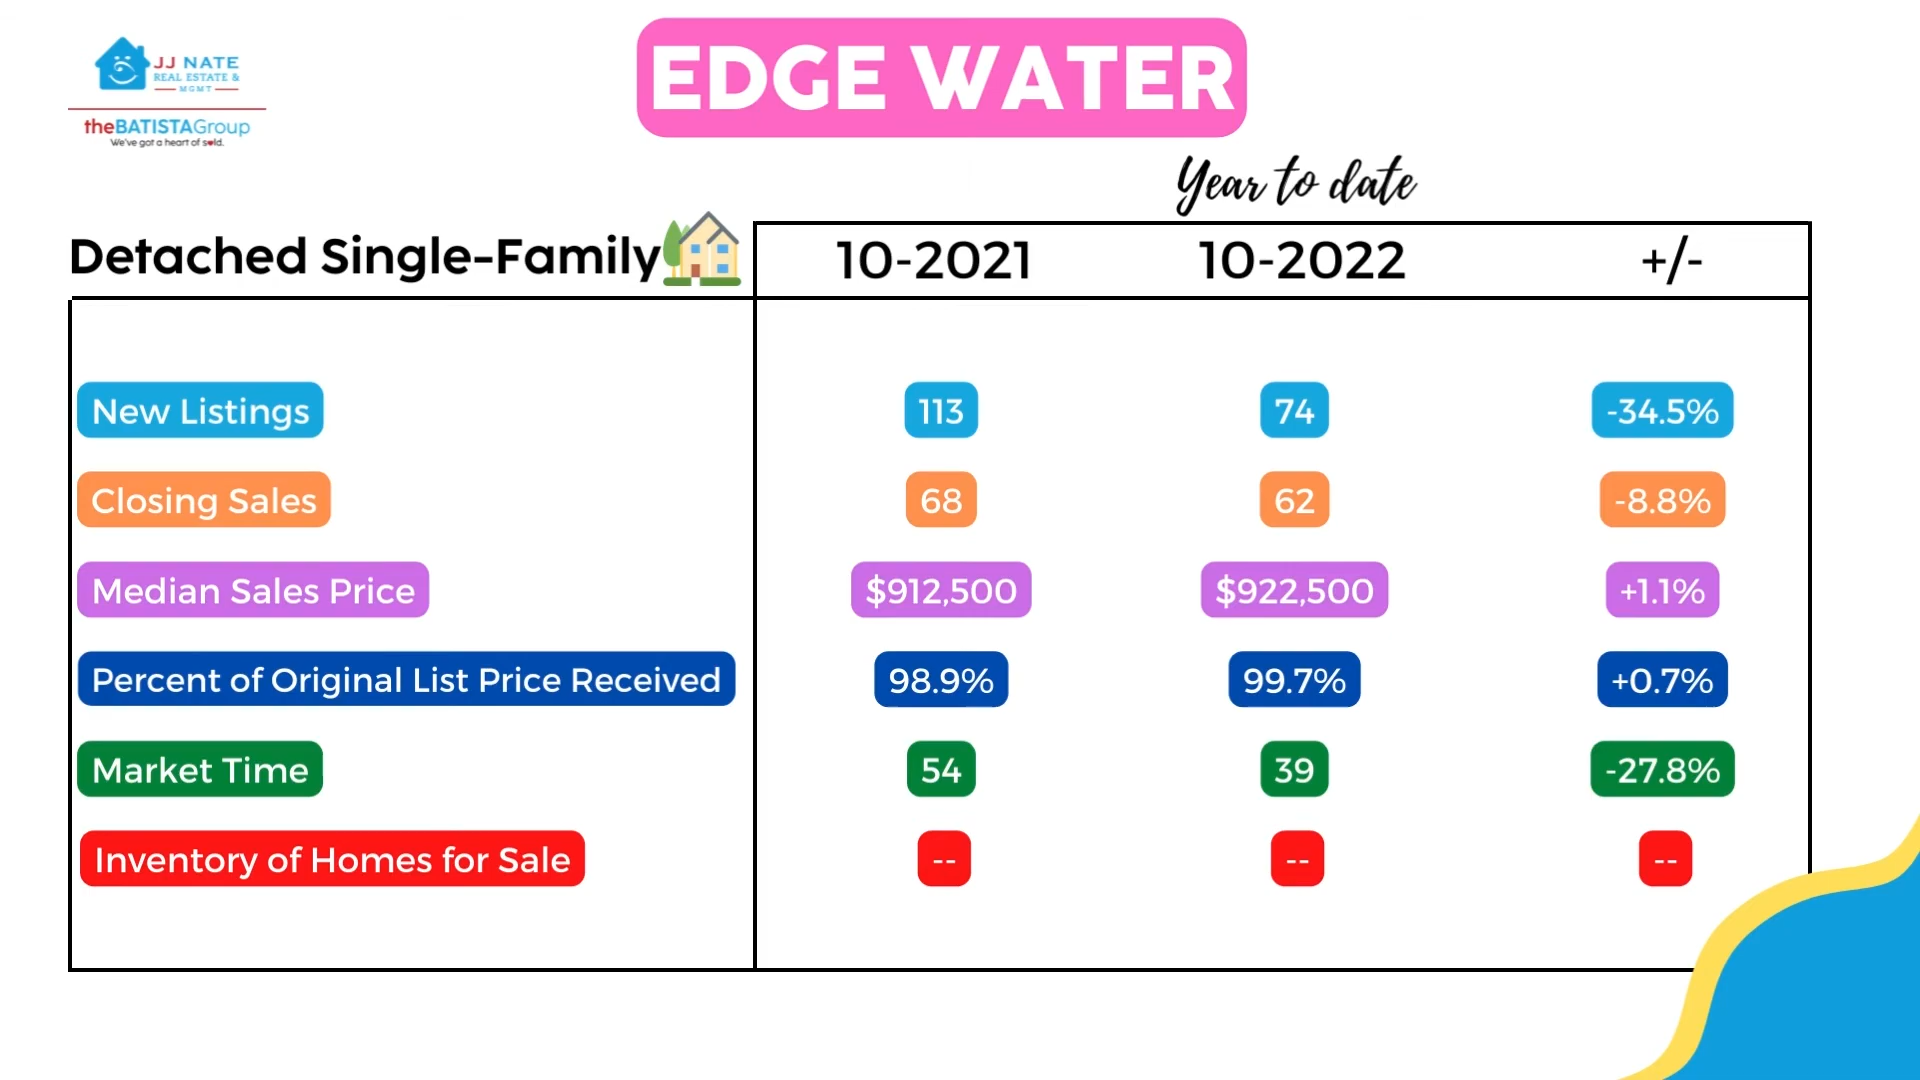 JJ NATE
REAL ESTATE &
MGMT
theBATISTAGroup
We've got a heart of sold.
EDGE WATER
Year to date
Detached Single-Family 10-2021 10-2022 +/-
New Listings 113 74 -34.5%
Closing Sales 68 62 -8.8%
Median Sales Price $912,500 $922,500 +1.1%
Percent of Original List Price Received 98.9% 99.7% +0.7%
Market Time 54 39 -27.8%
Inventory of Homes for Sale -- -- --